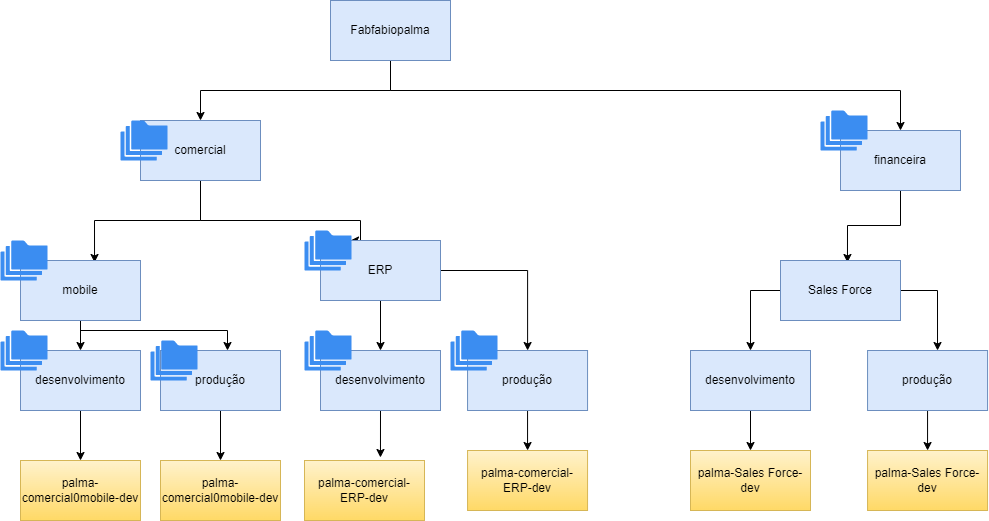 Fabfabiopalma
comercial
financeira
mobile
ERP
Sales Force
desenvolvimento
produção
desenvolvimento
produção
desenvolvimento
produção
palma-
comercial0mobile-dev
palma-
comercial0mobile-dev
palma-comercial-
ERP-dev
palma-comercial-
ERP-dev
palma-Sales Force-
dev
palma-Sales Force-
dev